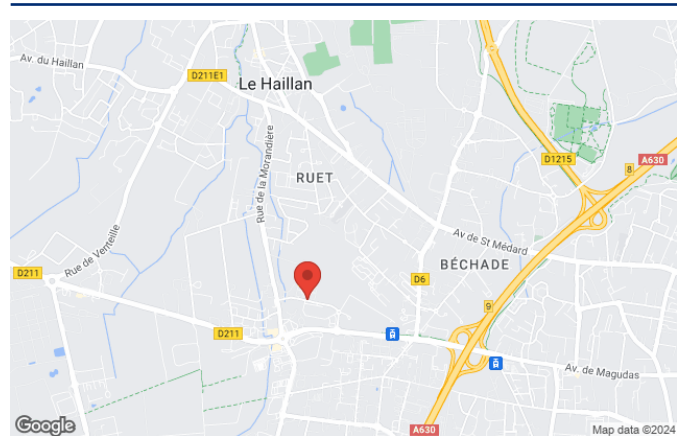 Av. du Haillan
D211E1
Le Haillan
D1215
A630
8
Rue de la Morandière
RUET
Av de St Médard
Rue de Venteille
BÉCHADE
D211
D6
9
D211
Av. de Magudas
A630
Google
Map data ©2024